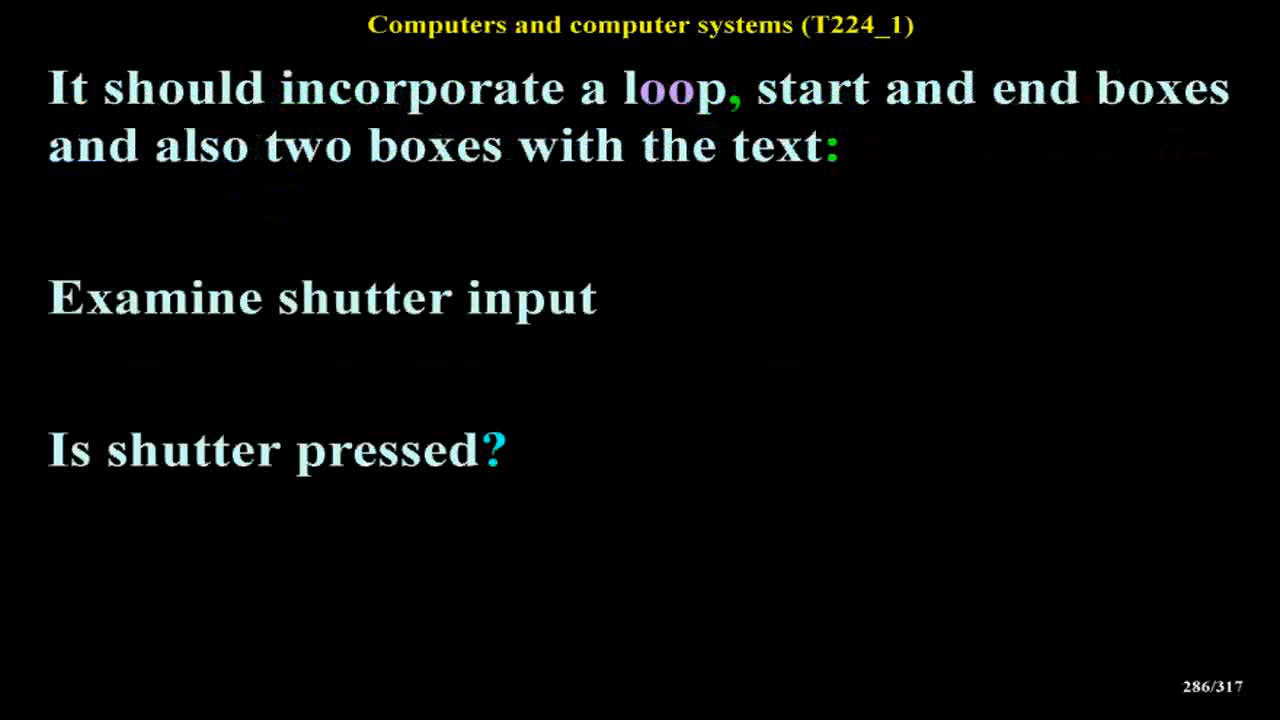 Computers and computer systems (T224_1)
It should incorporate a loop, start and end boxes
and also two boxes with the text:
Examine shutter input
Is shutter pressed?
286/317